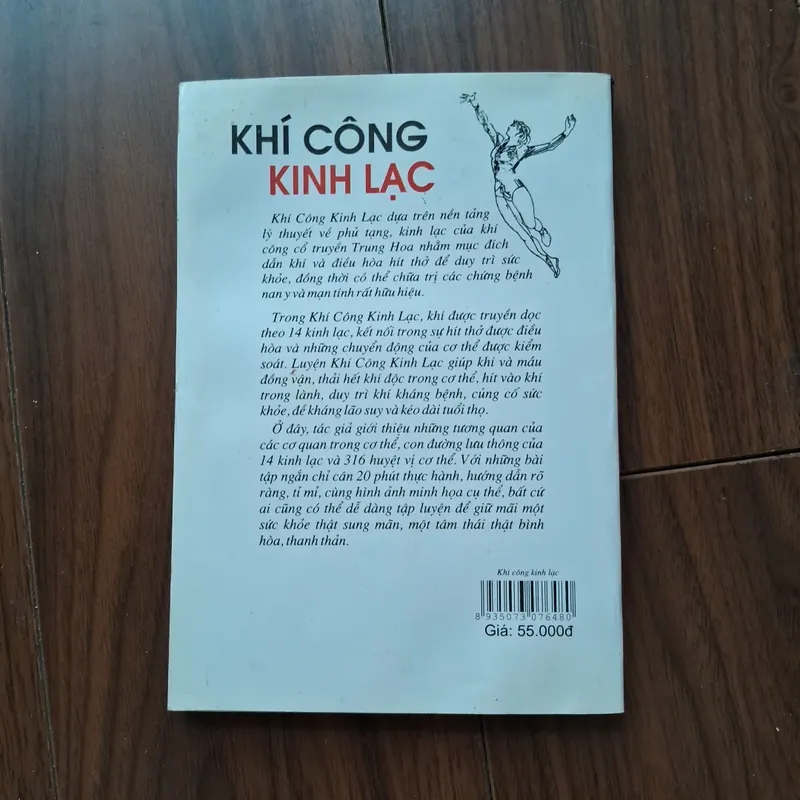 KHÍ CÔNG
KINH LẠC
Khí Công Kinh Lạc dựa trên nền tảng
lý thuyết về phủ tạng, kinh lạc của khí
công cổ truyền Trung Hoa nhằm mục đích
dẫn khí và điều hòa hít thở để duy trì sức
khỏe, đồng thời có thể chữa trị các chứng bệnh
nan y và mạn tính rất hữu hiệu.
Trong Khí Công Kinh Lạc, khí được truyền dọc
theo 14 kinh lạc, kết nối trong sự hít thở được điều
hòa và những chuyển động của cơ thể được kiểm
soát. Luyện Khí Công Kinh Lạc giúp khí và máu
đồng vận, thải hết khí độc trong cơ thể, hít vào khí
trong lành, duy trì khí kháng bệnh, củng cố sức
khỏe, đề kháng lão suy và kéo dài tuổi thọ.
Ở đây, tác giả giới thiệu những tương quan của
các cơ quan trong cơ thể, con đường lưu thông của
14 kinh lạc và 316 huyệt vị cơ thể. Với những bài
tập ngắn chỉ cần 20 phút thực hành, hướng dẫn rõ
ràng, tỉ mỉ, cùng hình ảnh minh họa cụ thể, bất cứ
ai cũng có thể dễ dàng tập luyện để giữ mãi một
sức khỏe thật sung mãn, một tâm thái thật bình
hòa, thanh thản.
Khí công kinh lạc
8 935073 076480
Giá: 55.000đ